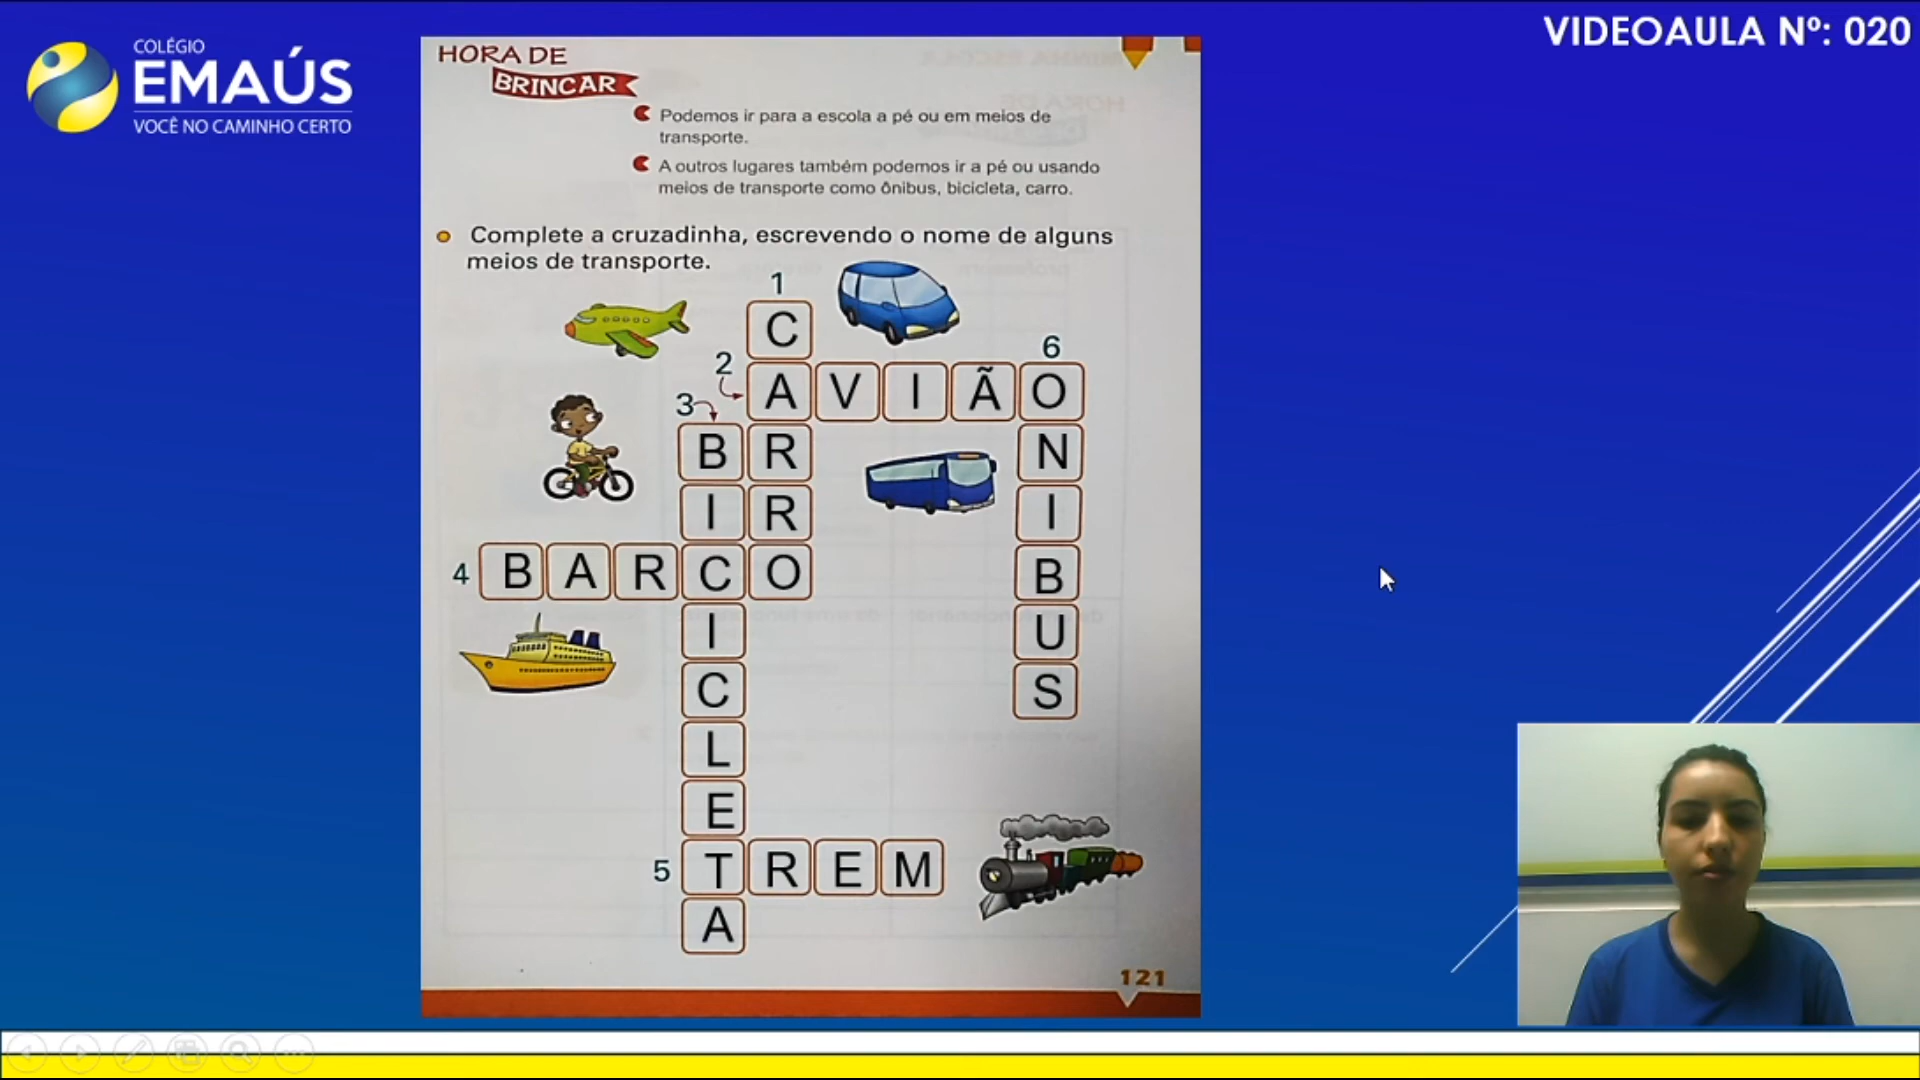 COLÉGIO
EMAÚS
VOCÊ NO CAMINHO CERTO
VIDEOAULA Nº: 020
HORA DE
BRINCAR
Podemos ir para a escola a pé ou em meios de
transporte.
A outros lugares também podemos ir a pé ou usando
meios de transporte como ônibus, bicicleta, carro.
Complete a cruzadinha, escrevendo o nome de alguns
meios de transporte.
1
C
6
2
A V I Ã O
3
B R N
I R I
4 B A R C O B
I U
C S
L
E
5 T R E M
A
121